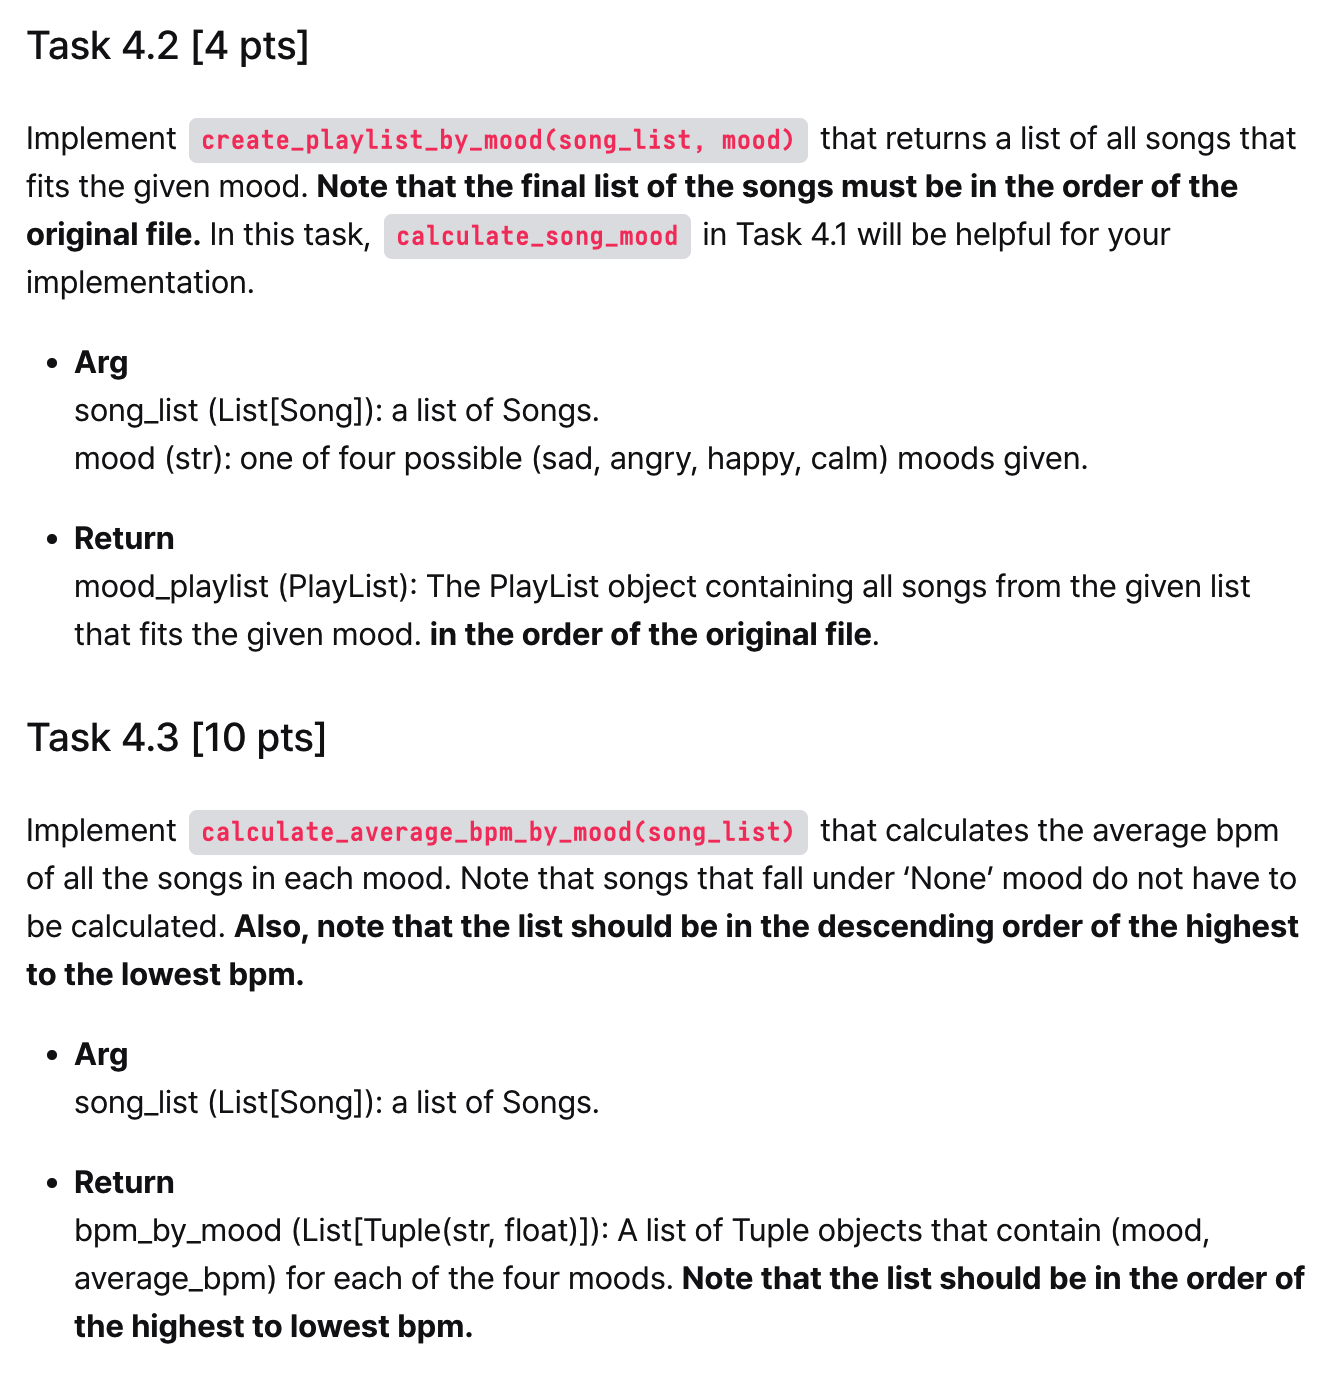 Task 4.2 [4 pts]
Implement create_playlist_by_mood(song_list, mood) that returns a list of all songs that
fits the given mood. Note that the final list of the songs must be in the order of the
original file. In this task, calculate_song_mood in Task 4.1 will be helpful for your
implementation.
• Arg
song_list (List[Song]): a list of Songs.
mood (str): one of four possible (sad, angry, happy, calm) moods given.
• Return
mood_playlist (PlayList): The PlayList object containing all songs from the given list
that fits the given mood. in the order of the original file.
Task 4.3 [10 pts]
Implement calculate_average_bpm_by_mood(song_list) that calculates the average bpm
of all the songs in each mood. Note that songs that fall under ‘None’ mood do not have to
be calculated. Also, note that the list should be in the descending order of the highest
to the lowest bpm.
• Arg
song_list (List[Song]): a list of Songs.
• Return
bpm_by_mood (List[Tuple(str, float)]): A list of Tuple objects that contain (mood,
average_bpm) for each of the four moods. Note that the list should be in the order of
the highest to lowest bpm.